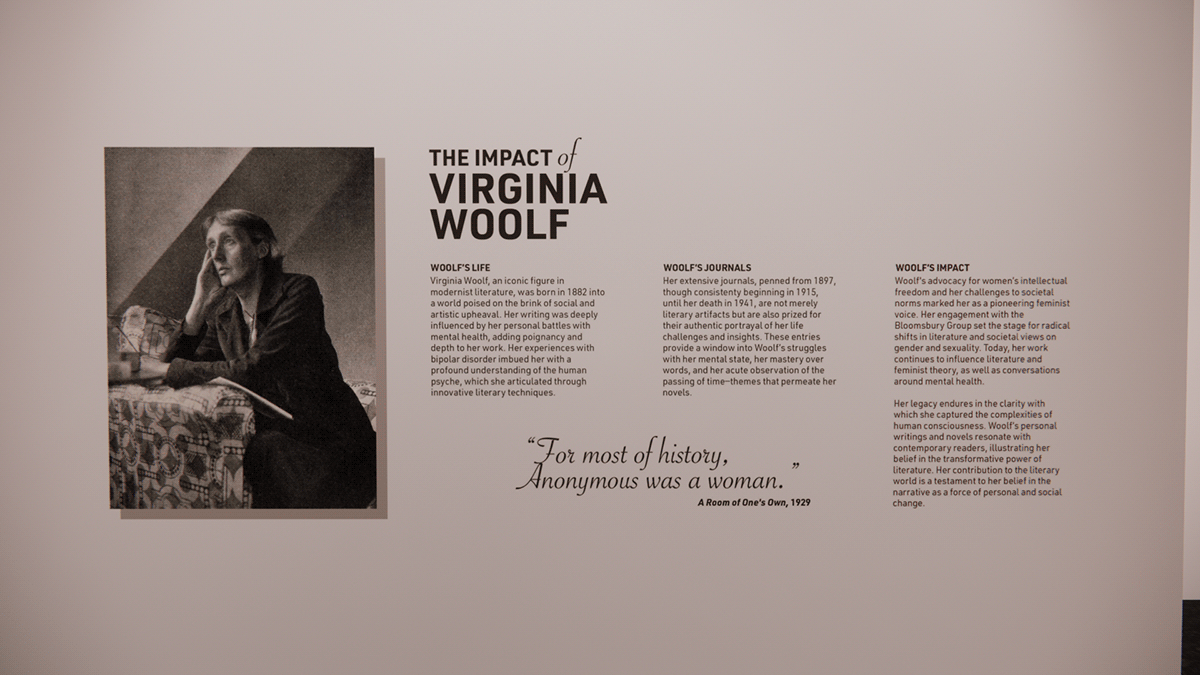 THE IMPACT of
VIRGINIA
WOOLF
WOOLF'S LIFE
Virginia Woolf, an iconic figure in
modernist literature, was born in 1882 into
a world poised on the brink of social and
artistic upheaval. Her writing was deeply
influenced by her personal battles with
mental health, adding poignancy and
depth to her work. Her experiences with
bipolar disorder imbued her with a
profound understanding of the human
psyche, which she articulated through
innovative literary techniques.
WOOLF'S JOURNALS
Her extensive journals, penned from 1897,
though consistenty beginning in 1915,
until her death in 1941, are not merely
literary artifacts but are also prized for
their authentic portrayal of her life
challenges and insights. These entries
provide a window into Woolf's struggles
with her mental state, her mastery over
words, and her acute observation of the
passing of time—themes that permeate her
novels.
WOOLF'S IMPACT
Woolf's advocacy for women's intellectual
freedom and her challenges to societal
norms marked her as a pioneering feminist
voice. Her engagement with the
Bloomsbury Group set the stage for radical
shifts in literature and societal views on
gender and sexuality. Today, her work
continues to influence literature and
feminist theory, as well as conversations
around mental health.
Her legacy endures in the clarity with
which she captured the complexities of
human consciousness. Woolf's personal
writings and novels resonate with
contemporary readers, illustrating her
belief in the transformative power of
literature. Her contribution to the literary
world is a testament to her belief in the
narrative as a force of personal and social
change.
“For most of history,
Anonymous was a woman.”
A Room of One's Own, 1929